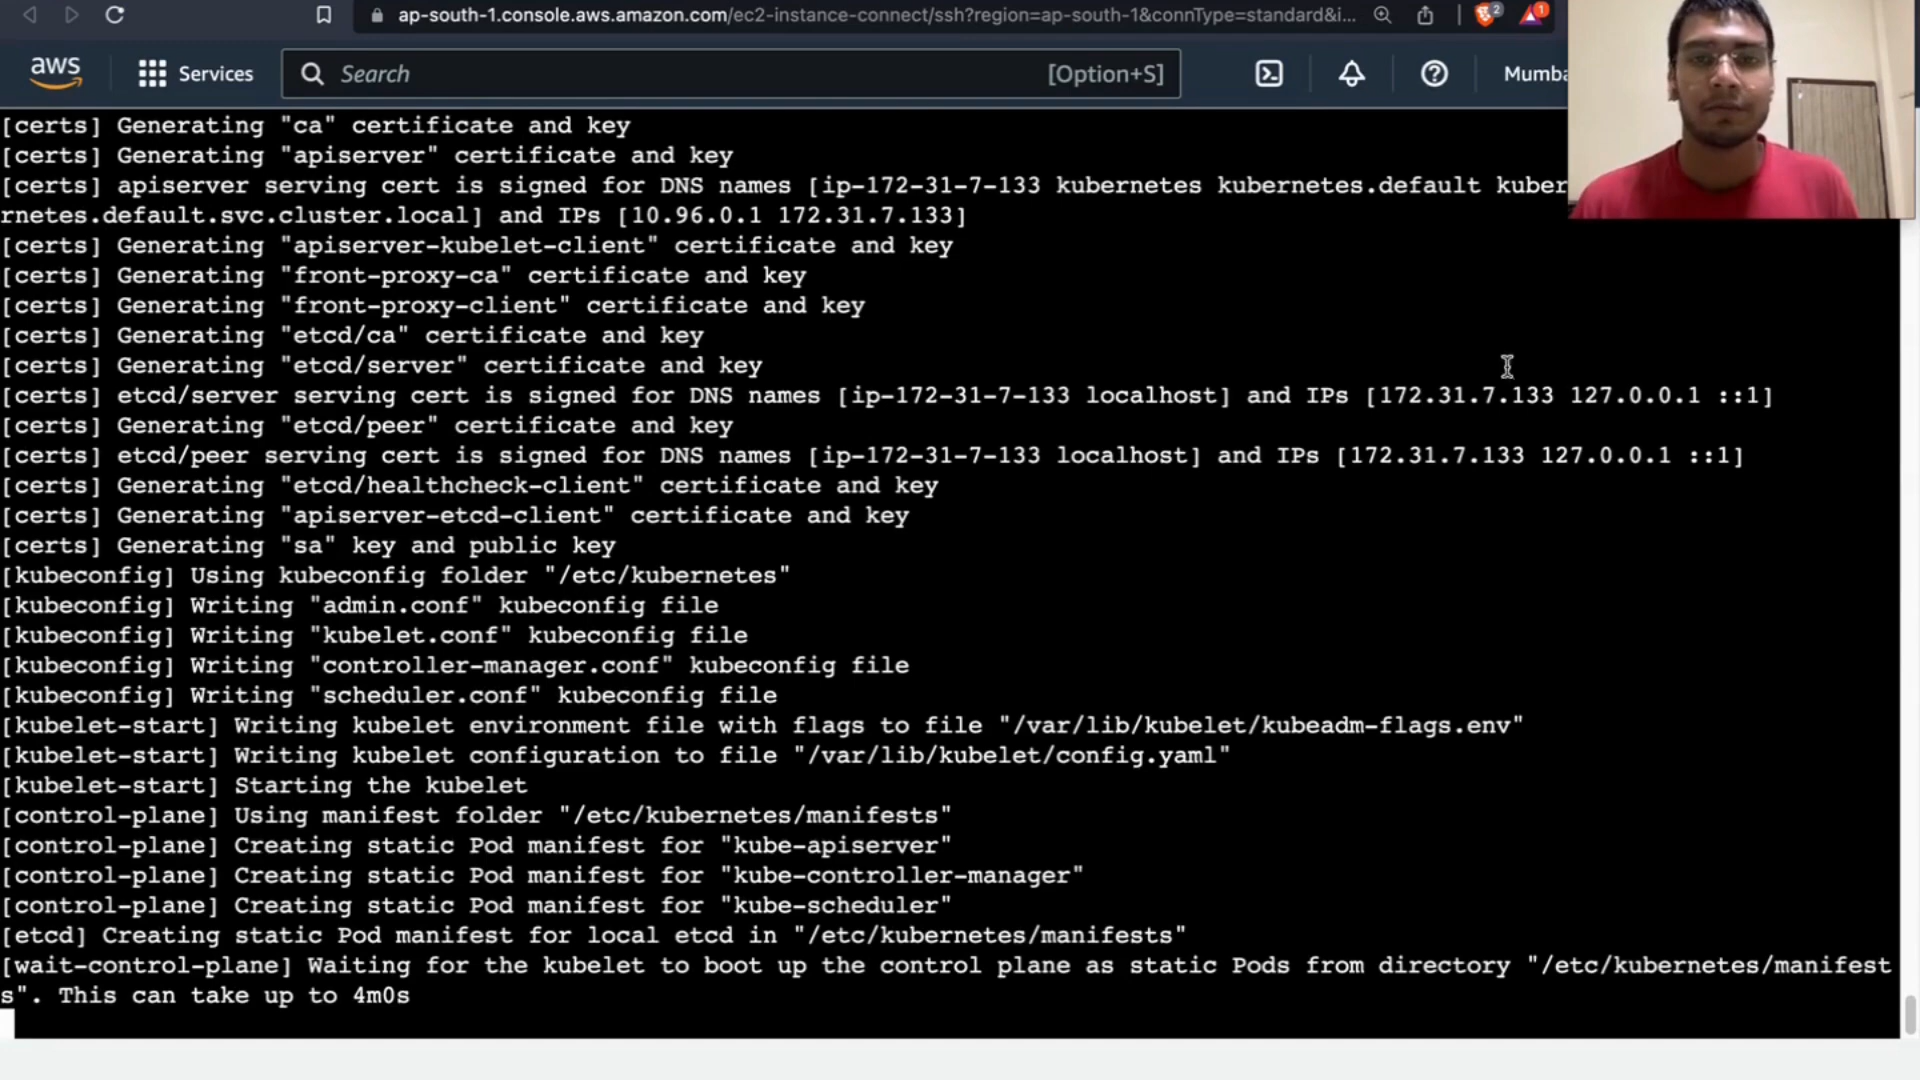 ap-south-1.console.aws.amazon.com/ec2-instance-connect/ssh?region=ap-south-1&connType=standard&i...
2
1
aws
Services
Search
[Option+S]
Mumba
[certs] Generating "ca" certificate and key
[certs] Generating "apiserver" certificate and key
[certs] apiserver serving cert is signed for DNS names [ip-172-31-7-133 kubernetes kubernetes.default kuber
rnetes.default.svc.cluster.local] and IPs [10.96.0.1 172.31.7.133]
[certs] Generating "apiserver-kubelet-client" certificate and key
[certs] Generating "front-proxy-ca" certificate and key
[certs] Generating "front-proxy-client" certificate and key
[certs] Generating "etcd/ca" certificate and key
[certs] Generating "etcd/server" certificate and key
[certs] etcd/server serving cert is signed for DNS names [ip-172-31-7-133 localhost] and IPs [172.31.7.133 127.0.0.1 ::1]
[certs] Generating "etcd/peer" certificate and key
[certs] etcd/peer serving cert is signed for DNS names [ip-172-31-7-133 localhost] and IPs [172.31.7.133 127.0.0.1 ::1]
[certs] Generating "etcd/healthcheck-client" certificate and key
[certs] Generating "apiserver-etcd-client" certificate and key
[certs] Generating "sa" key and public key
[kubeconfig] Using kubeconfig folder "/etc/kubernetes"
[kubeconfig] Writing "admin.conf" kubeconfig file
[kubeconfig] Writing "kubelet.conf" kubeconfig file
[kubeconfig] Writing "controller-manager.conf" kubeconfig file
[kubeconfig] Writing "scheduler.conf" kubeconfig file
[kubelet-start] Writing kubelet environment file with flags to file "/var/lib/kubelet/kubeadm-flags.env"
[kubelet-start] Writing kubelet configuration to file "/var/lib/kubelet/config.yaml"
[kubelet-start] Starting the kubelet
[control-plane] Using manifest folder "/etc/kubernetes/manifests"
[control-plane] Creating static Pod manifest for "kube-apiserver"
[control-plane] Creating static Pod manifest for "kube-controller-manager"
[control-plane] Creating static Pod manifest for "kube-scheduler"
[etcd] Creating static Pod manifest for local etcd in "/etc/kubernetes/manifests"
[wait-control-plane] Waiting for the kubelet to boot up the control plane as static Pods from directory "/etc/kubernetes/manifest
s". This can take up to 4m0s